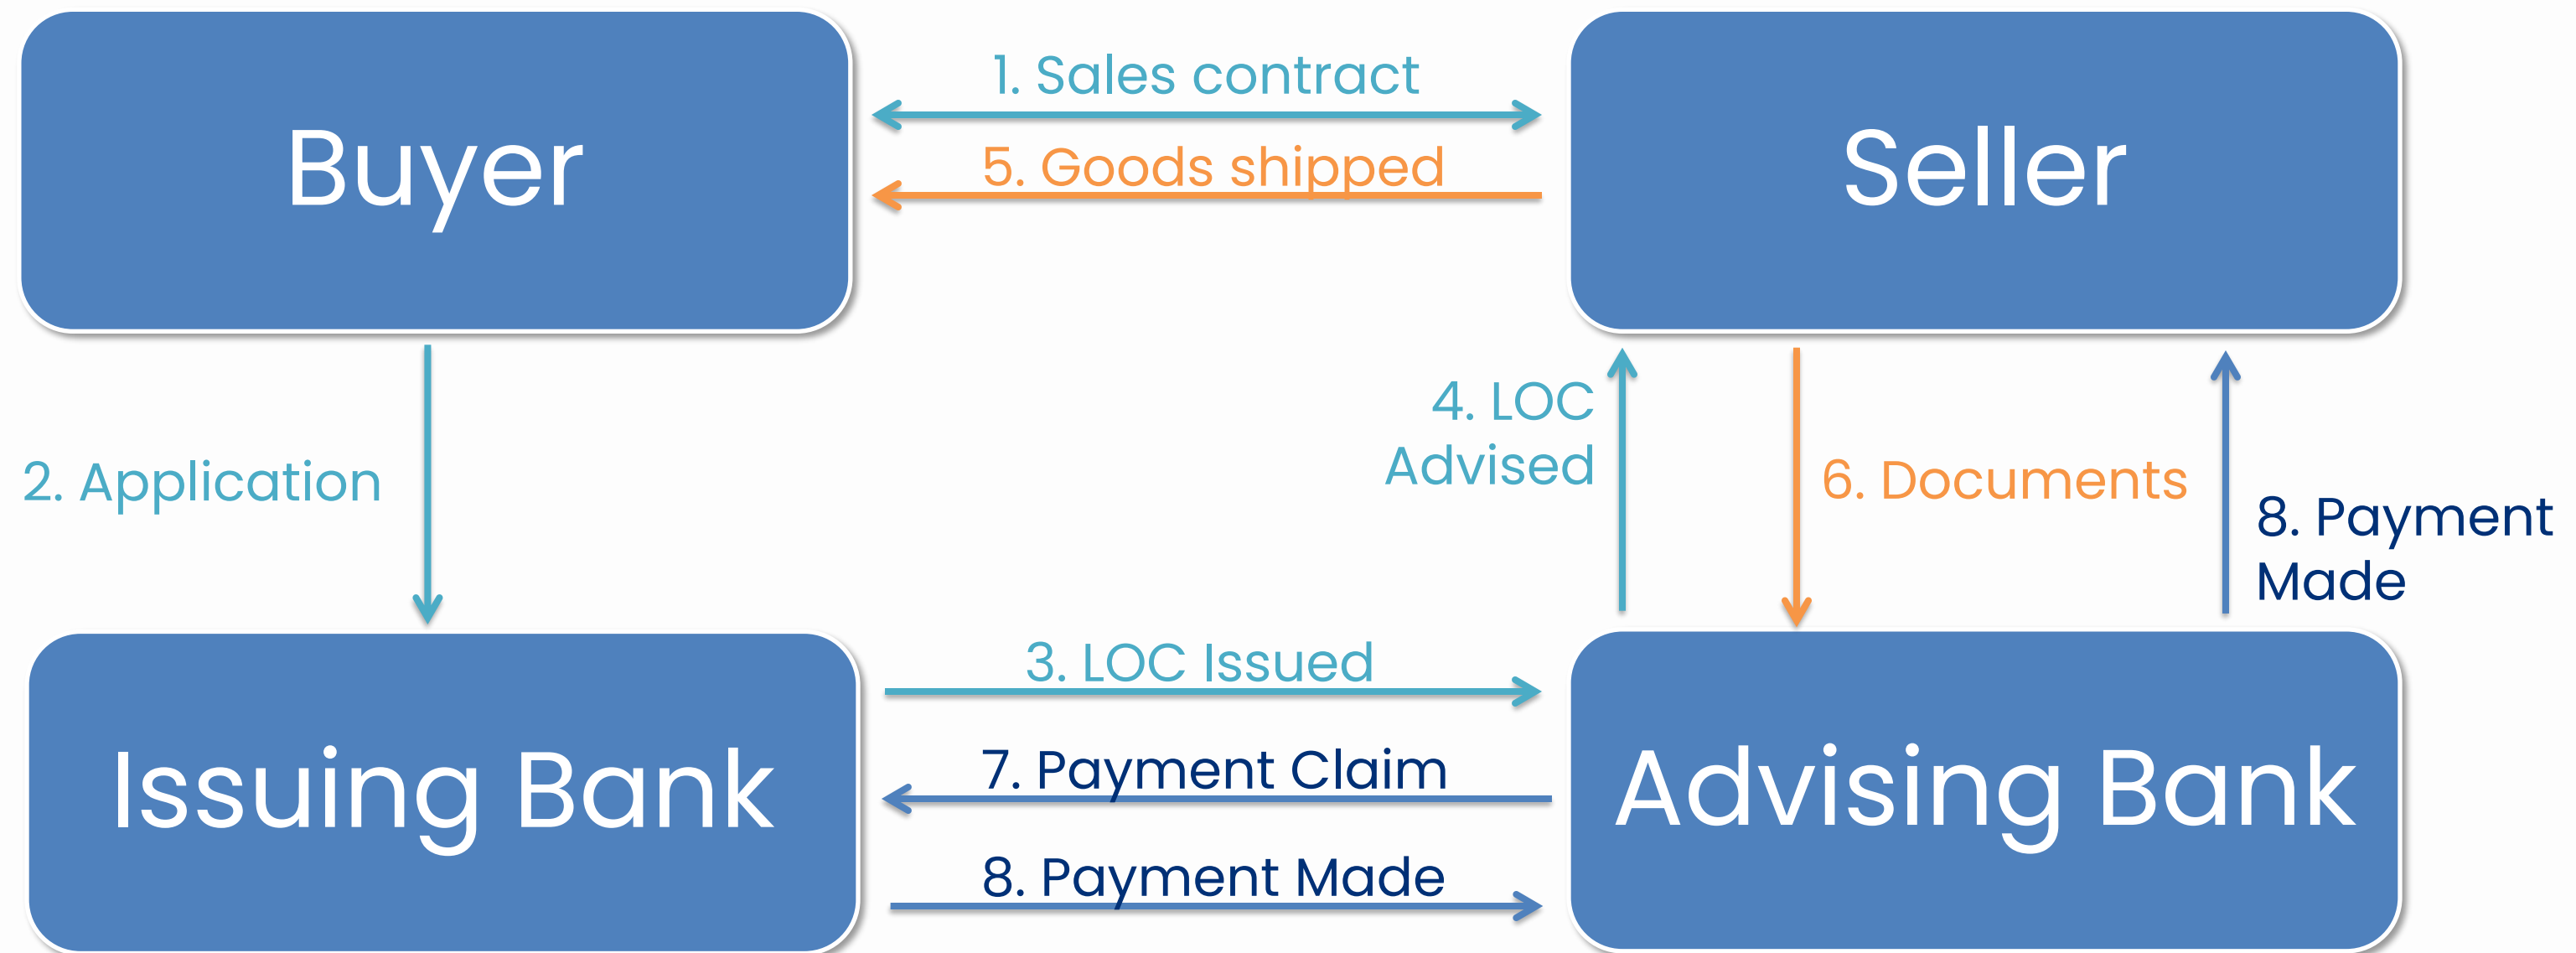 Buyer
1. Sales contract
5. Goods shipped
Seller
2. Application
4. LOC
Advised
6. Documents
8. Payment
Made
Issuing Bank
3. LOC Issued
7. Payment Claim
8. Payment Made
Advising Bank